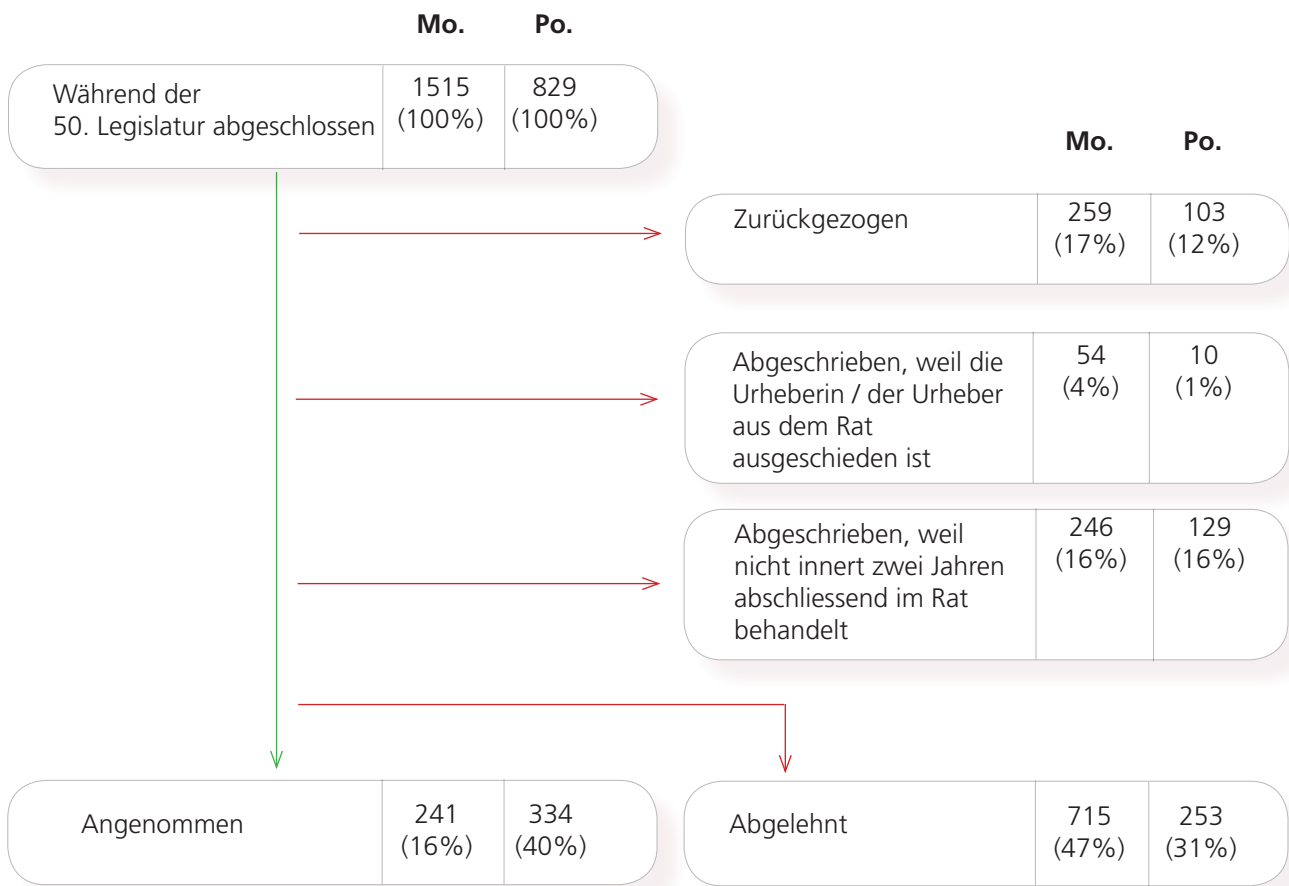 Mo. Po.
Während der
50. Legislatur abgeschlossen
1515 829
(100%) (100%)
Mo. Po.
Zurückgezogen
259 103
(17%) (12%)
Abgeschrieben, weil die
Urheberin / der Urheber
aus dem Rat
ausgeschieden ist
54 10
(4%) (1%)
Abgeschrieben, weil
nicht innert zwei Jahren
abschliessend im Rat
behandelt
246 129
(16%) (16%)
Angenommen
241 334
(16%) (40%)
Abgelehnt
715 253
(47%) (31%)